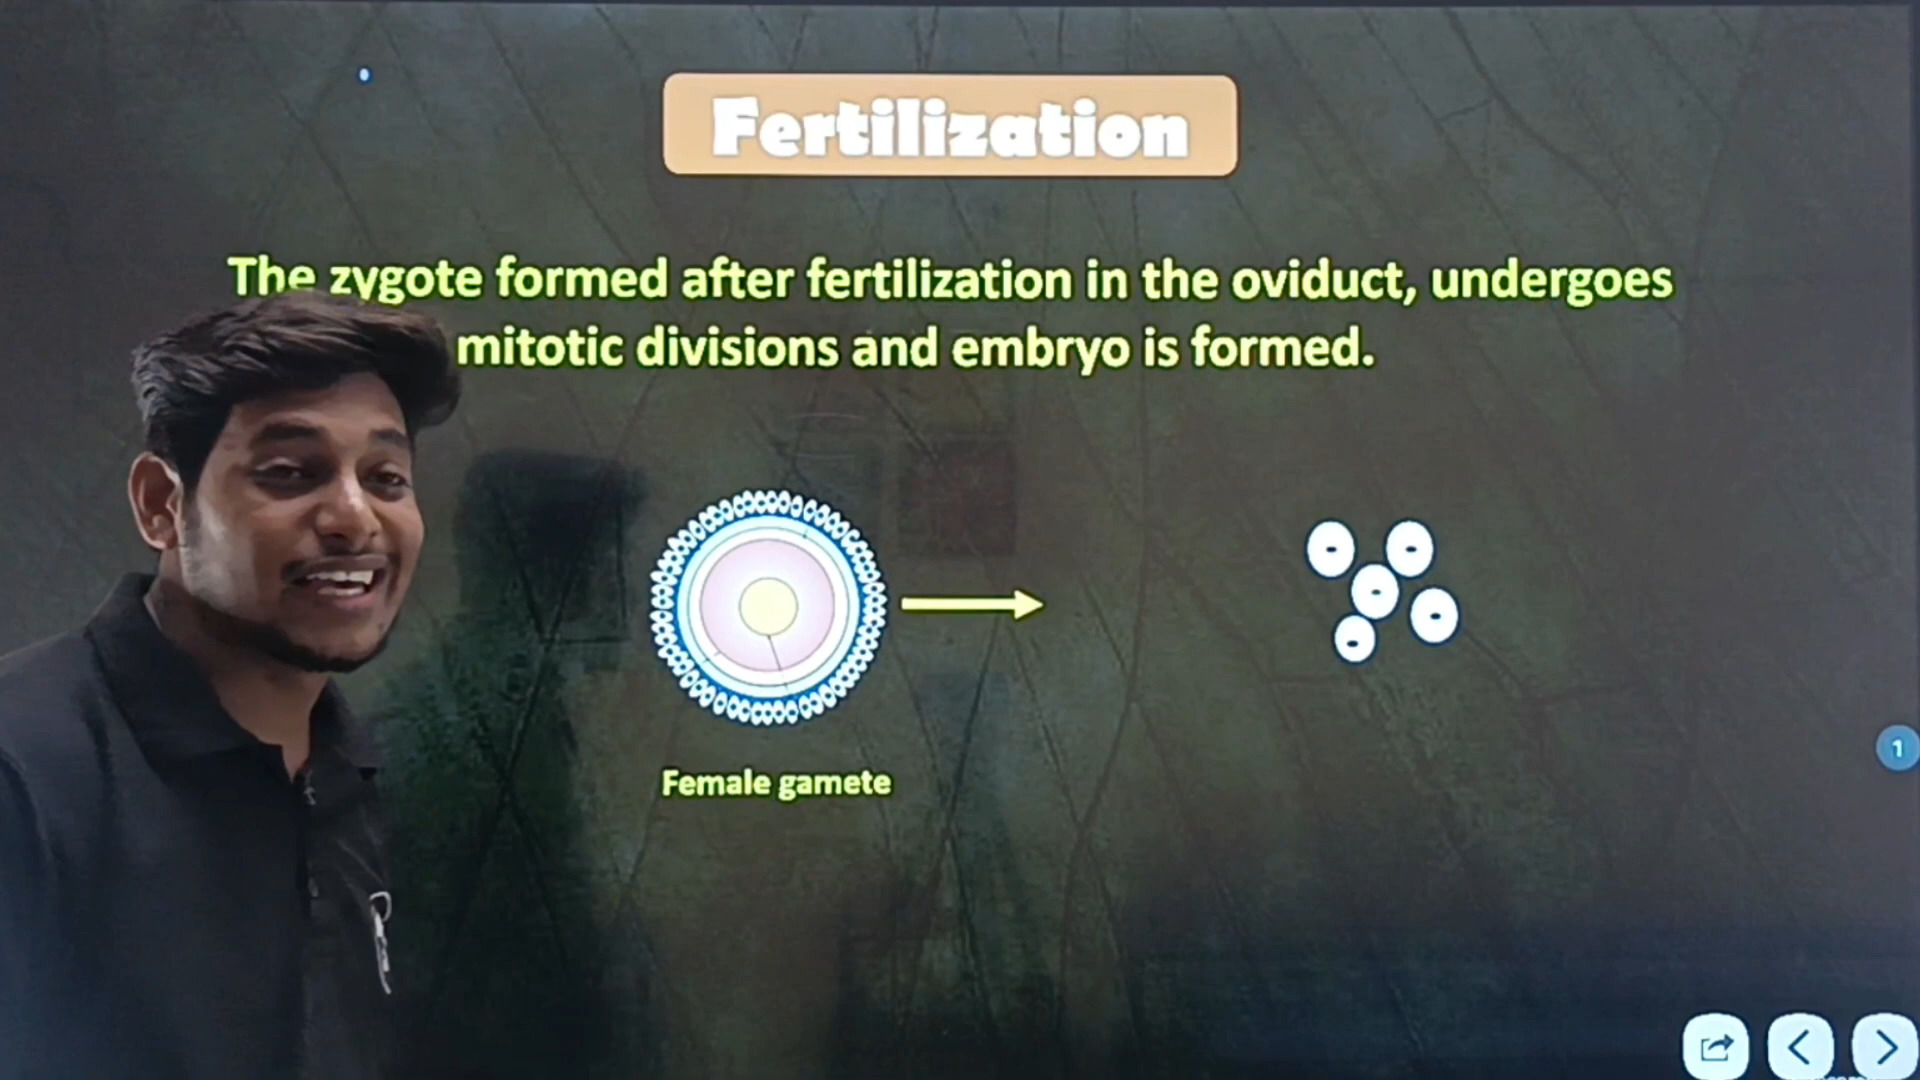 Fertilization
The zygote formed after fertilization in the oviduct, undergoes
mitotic divisions and embryo is formed.
Female gamete
1